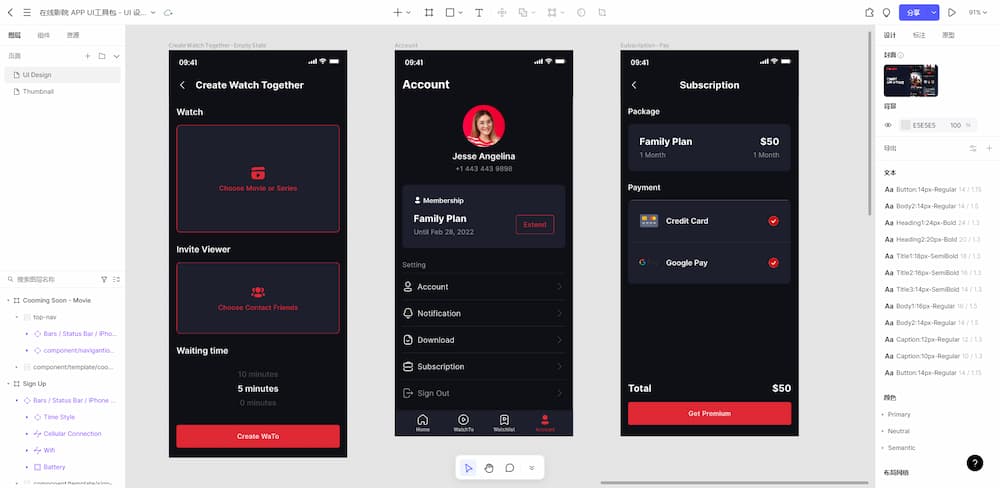 在线影院 APP UI工具包 - UI 设...
分享
91%
图层
组件
资源
页面
UI Design
Thumbnail
搜索图层名称
Cooming Soon - Movie
top-nav
Bars / Status Bar / iPho...
component/navigantio...
component/template/coo...
Sign Up
Bars / Status Bar / iPhone ...
Time Style
Cellular Connection
Wifi
Battery
component/template/sign-...
Create Watch Together - Empty State
09:41
Create Watch Together
Watch
Choose Movie or Series
Invite Viewer
Choose Contact Friends
Waiting time
10 minutes
5 minutes
0 minutes
Create WaTo
Account
09:41
Account
Jesse Angelina
+1 443 443 9898
Membership
Family Plan
Until Feb 28, 2022
Extend
Setting
Account
Notification
Download
Subscription
Sign Out
Home
WatchTo
Watchlist
Account
Subscription - Pay
09:41
Subscription
Package
Family Plan
$50
1 Month
1 Month
Payment
Credit Card
G Pay
Google Pay
Total
$50
Get Premium
设计
标注
原型
封面
背景
E5E5E5
100
%
导出
文本
Aa Button:14px-Regular 14 / 1.15
Aa Body2:14px-Regular 14 / 1.5
Aa Heading1:24px-Bold 24 / 1.3
Aa Heading2:20px-Bold 20 / 1.3
Aa Title1:18px-SemiBold 18 / 1.3
Aa Title2:16px-SemiBold 16 / 1.3
Aa Title3:14px-SemiBold 14 / 1.3
Aa Body1:16px-Regular 16 / 1.5
Aa Body2:14px-Regular 14 / 1.3
Aa Caption:12px-Regular 12 / 1.3
Aa Caption:10px-Regular 10 / 1.3
Aa Button:14px-Regular 14 / 1.15
颜色
Primary
Neutral
Semantic
布局网格
?